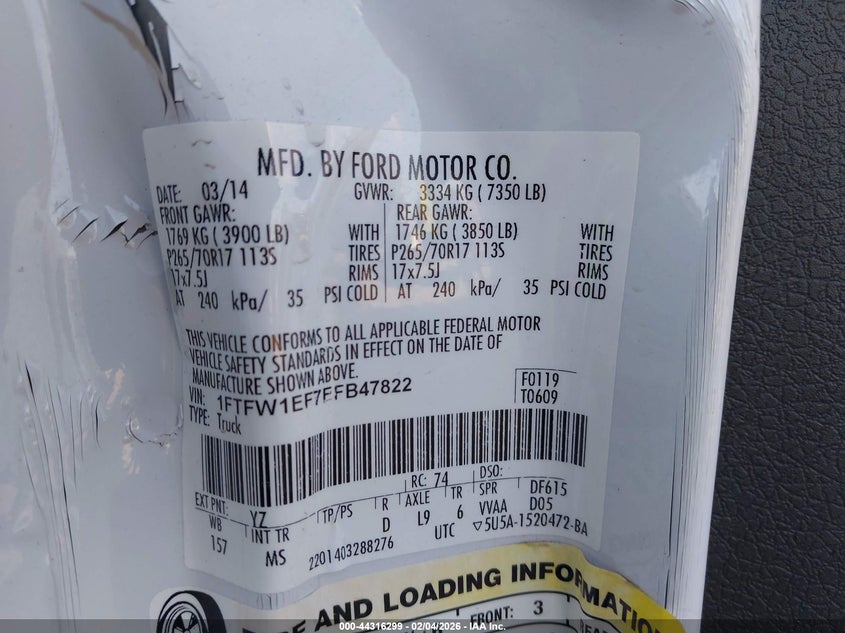 MFD. BY FORD MOTOR CO.
DATE: 03/14 GVWR: 3334 KG ( 7350 LB)
FRONT GAWR: REAR GAWR:
1769 KG ( 3900 LB) WITH 1746 KG ( 3850 LB) WITH
P265/70R17 113S TIRES P265/70R17 113S TIRES
17x7.5J RIMS 17x7.5J RIMS
AT 240 kPa/ 35 PSI COLD AT 240 kPa/ 35 PSI COLD
THIS VEHICLE CONFORMS TO ALL APPLICABLE FEDERAL MOTOR
VEHICLE SAFETY STANDARDS IN EFFECT ON THE DATE OF
MANUFACTURE SHOWN ABOVE.
VIN: 1FTFW1EF7EFB47822 F0119
TYPE: Truck T0609
EXT PNT: YZ RC: 74 DSO:
WB INT TR TP/PS R AXLE TR SPR DF615
157 MS D L9 6 VVAA D05
2201403288276 UTC ▽5U5A-1520472-BA
AND LOADING INFORMATION
FRONT: 3
000-44316299 - 02/04/2026 - IAA Inc.